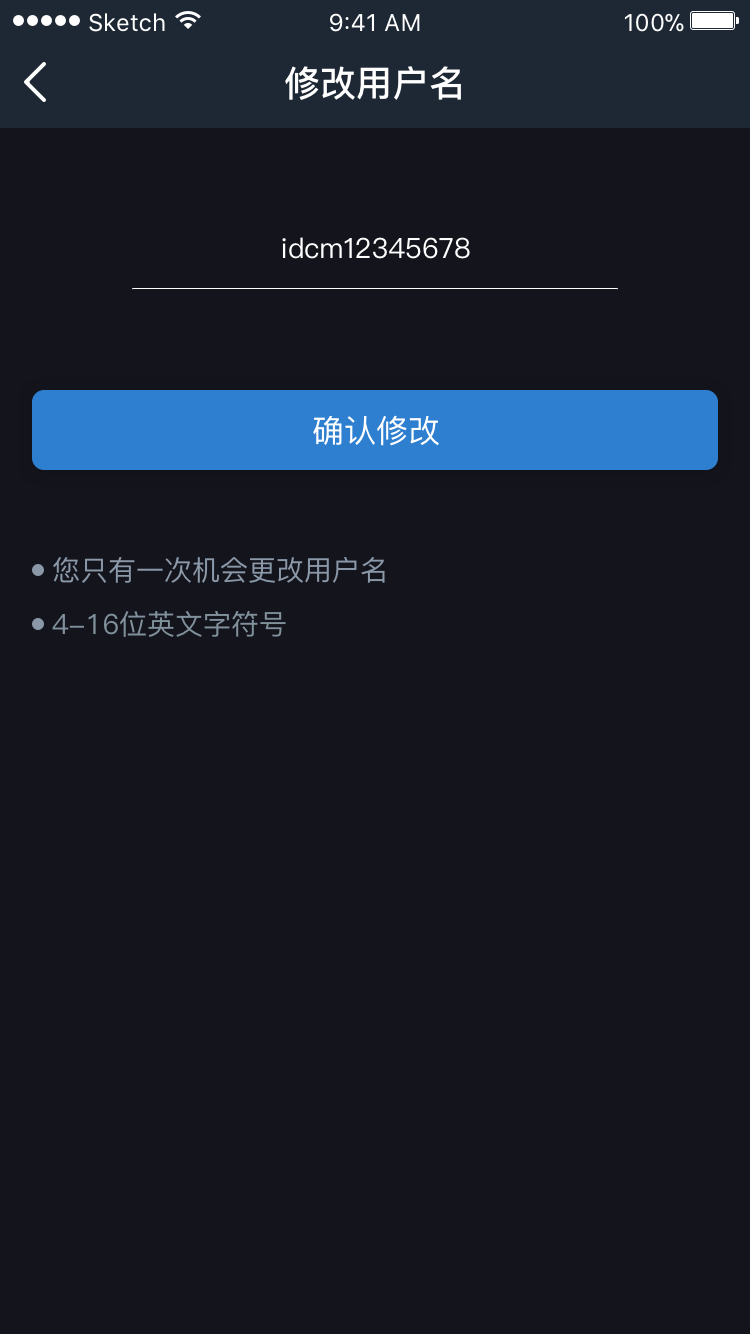 Sketch 9:41 AM 100%
修改用户名
idcm12345678
确认修改
您只有一次机会更改用户名
4–16位英文字符号